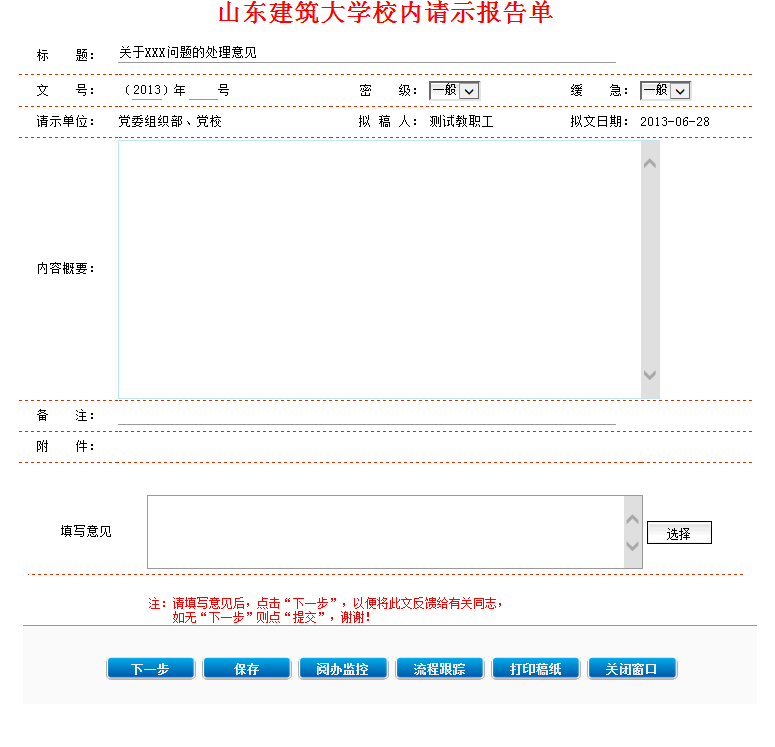 山东建筑大学校内请示报告单
标 题： 关于XXX问题的处理意见
文 号： （2013）年 号 密 级： 一般 缓 急： 一般
请示单位： 党委组织部、党校 拟 稿 人： 测试教职工 拟文日期： 2013-06-28
内容概要：
备 注：
附 件：
填写意见 选择
注：请填写意见后，点击“下一步”，以便将此文反馈给有关同志，
如无“下一步”则点“提交”，谢谢！
下一步 保存 阅办监控 流程跟踪 打印稿纸 关闭窗口